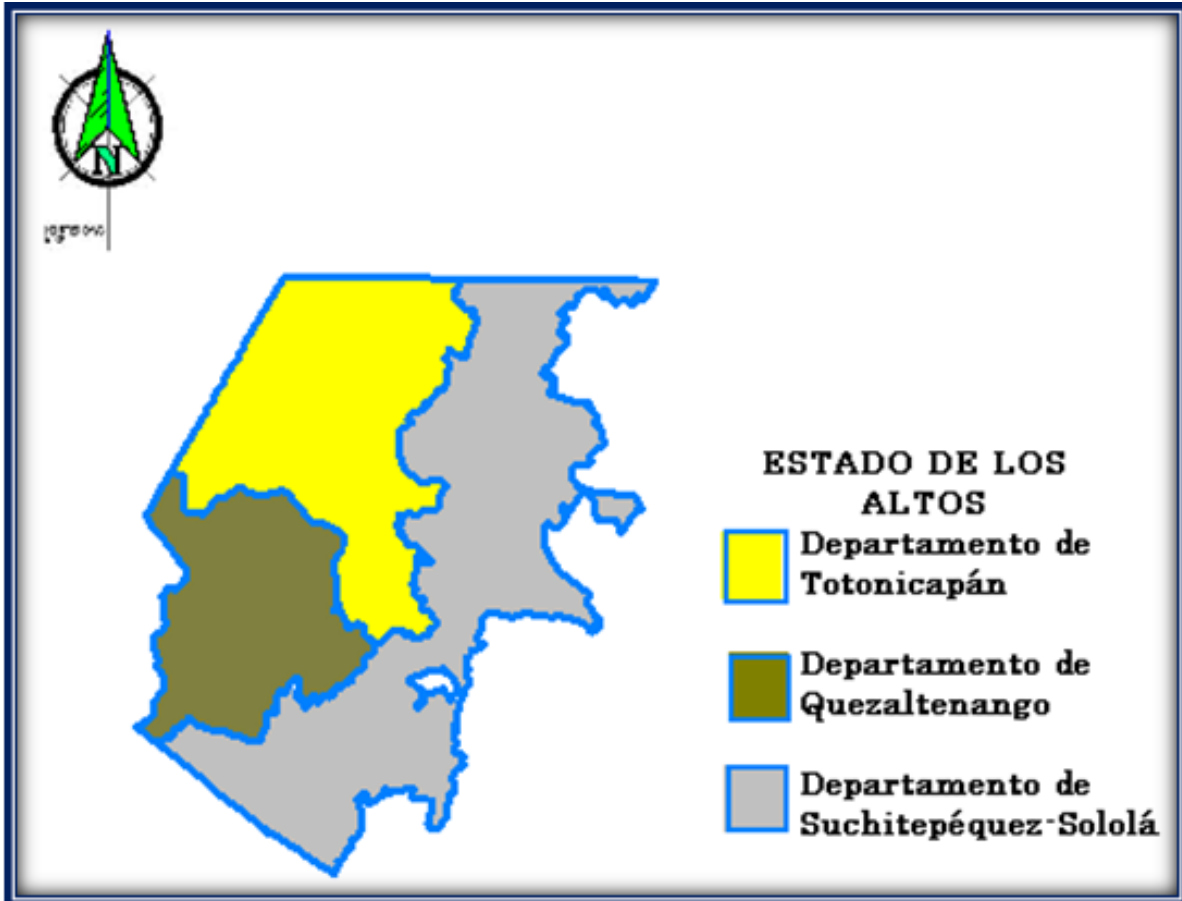 N
ESTADO DE LOS
ALTOS
Departamento de
Totonicapán
Departamento de
Quezaltenango
Departamento de
Suchitepéquez-Sololá